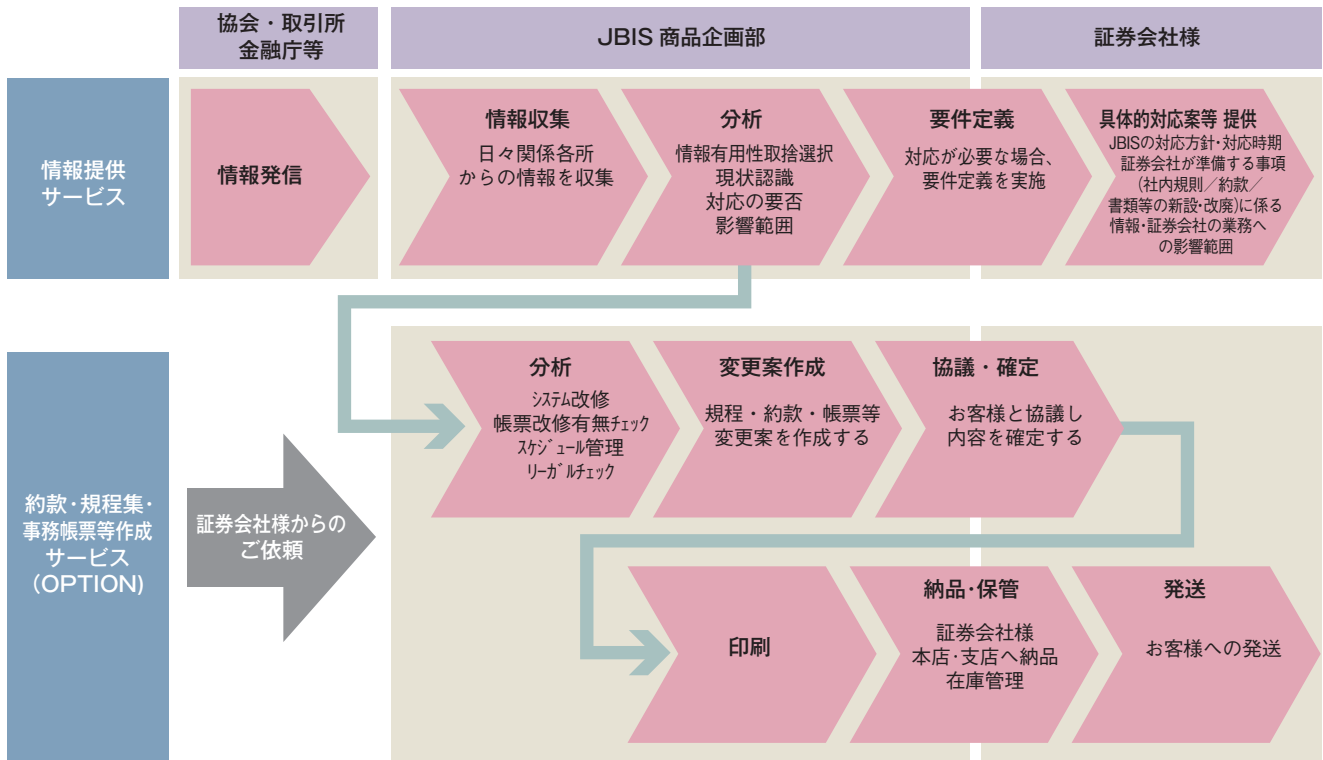 協会・取引所
金融庁等
JBIS 商品企画部
証券会社様
情報提供
サービス
情報発信
情報収集
日々関係各所
からの情報を収集
分析
情報有用性取捨選択
現状認識
対応の要否
影響範囲
要件定義
対応が必要な場合、
要件定義を実施
具体的対応案等 提供
JBISの対応方針・対応時期
証券会社が準備する事項
(社内規則／約款／
書類等の新設・改廃)に係る
情報・証券会社の業務へ
の影響範囲
約款・規程集・
事務帳票等作成
サービス
(OPTION)
証券会社様からの
ご依頼
分析
システム改修
帳票改修有無チェック
スケジュール管理
リーガルチェック
変更案作成
規程・約款・帳票等
変更案を作成する
協議・確定
お客様と協議し
内容を確定する
印刷
納品・保管
証券会社様
本店・支店へ納品
在庫管理
発送
お客様への発送